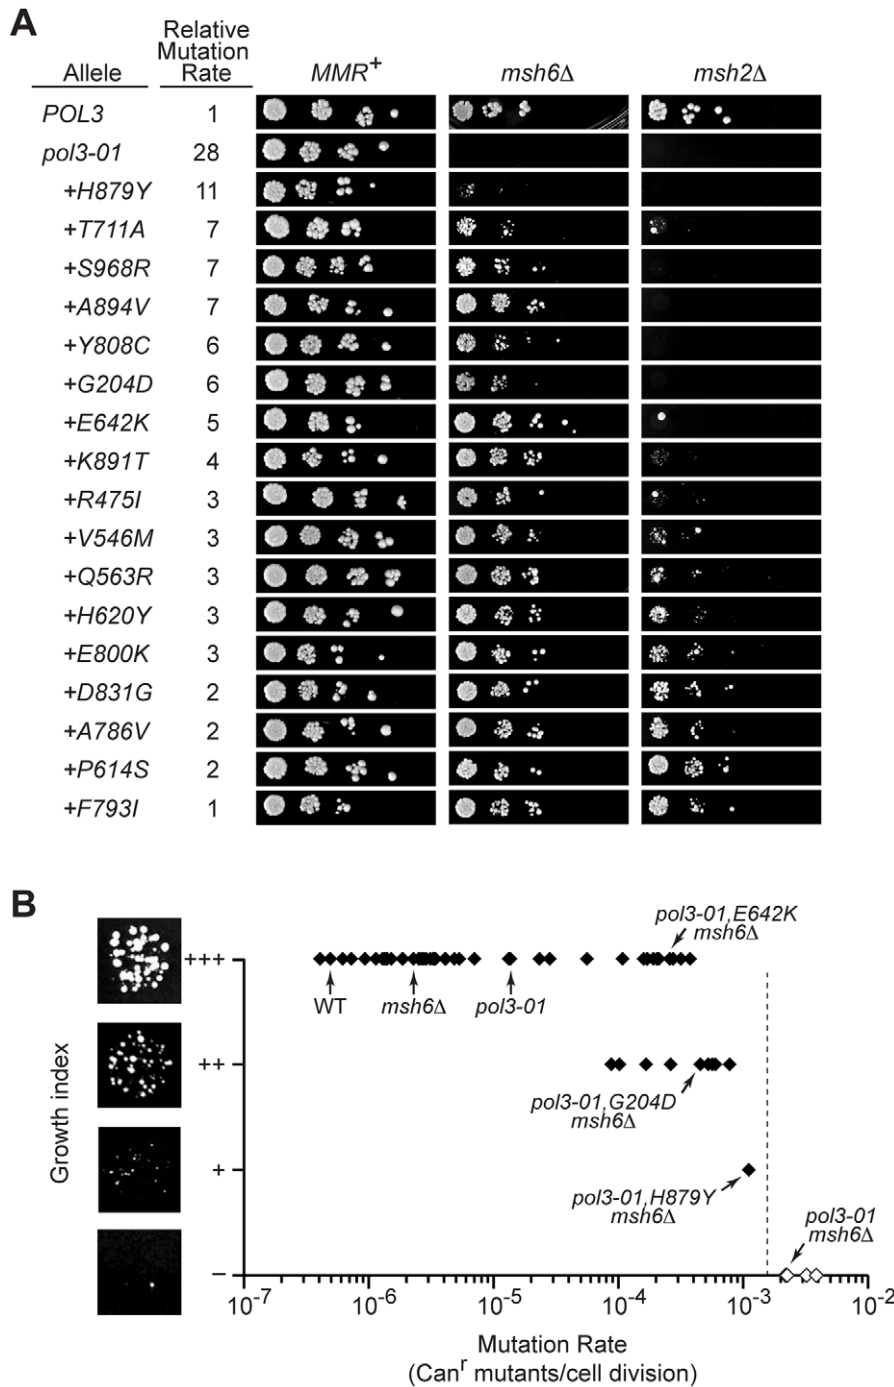 A
Relative
Mutation
Allele Rate MMR+ msh6Δ msh2Δ
POL3 1
pol3-01 28
+H879Y 11
+T711A 7
+S968R 7
+A894V 7
+Y808C 6
+G204D 6
+E642K 5
+K891T 4
+R475I 3
+V546M 3
+Q563R 3
+H620Y 3
+E800K 3
+D831G 2
+A786V 2
+P614S 2
+F793I 1
B
Growth index
+++
++
+
–
pol3-01,E642K
msh6Δ
WT msh6Δ pol3-01
pol3-01,G204D
msh6Δ
pol3-01,H879Y
msh6Δ
pol3-01
msh6Δ
10-7 10-6 10-5 10-4 10-3 10-2
Mutation Rate
(Canr mutants/cell division)